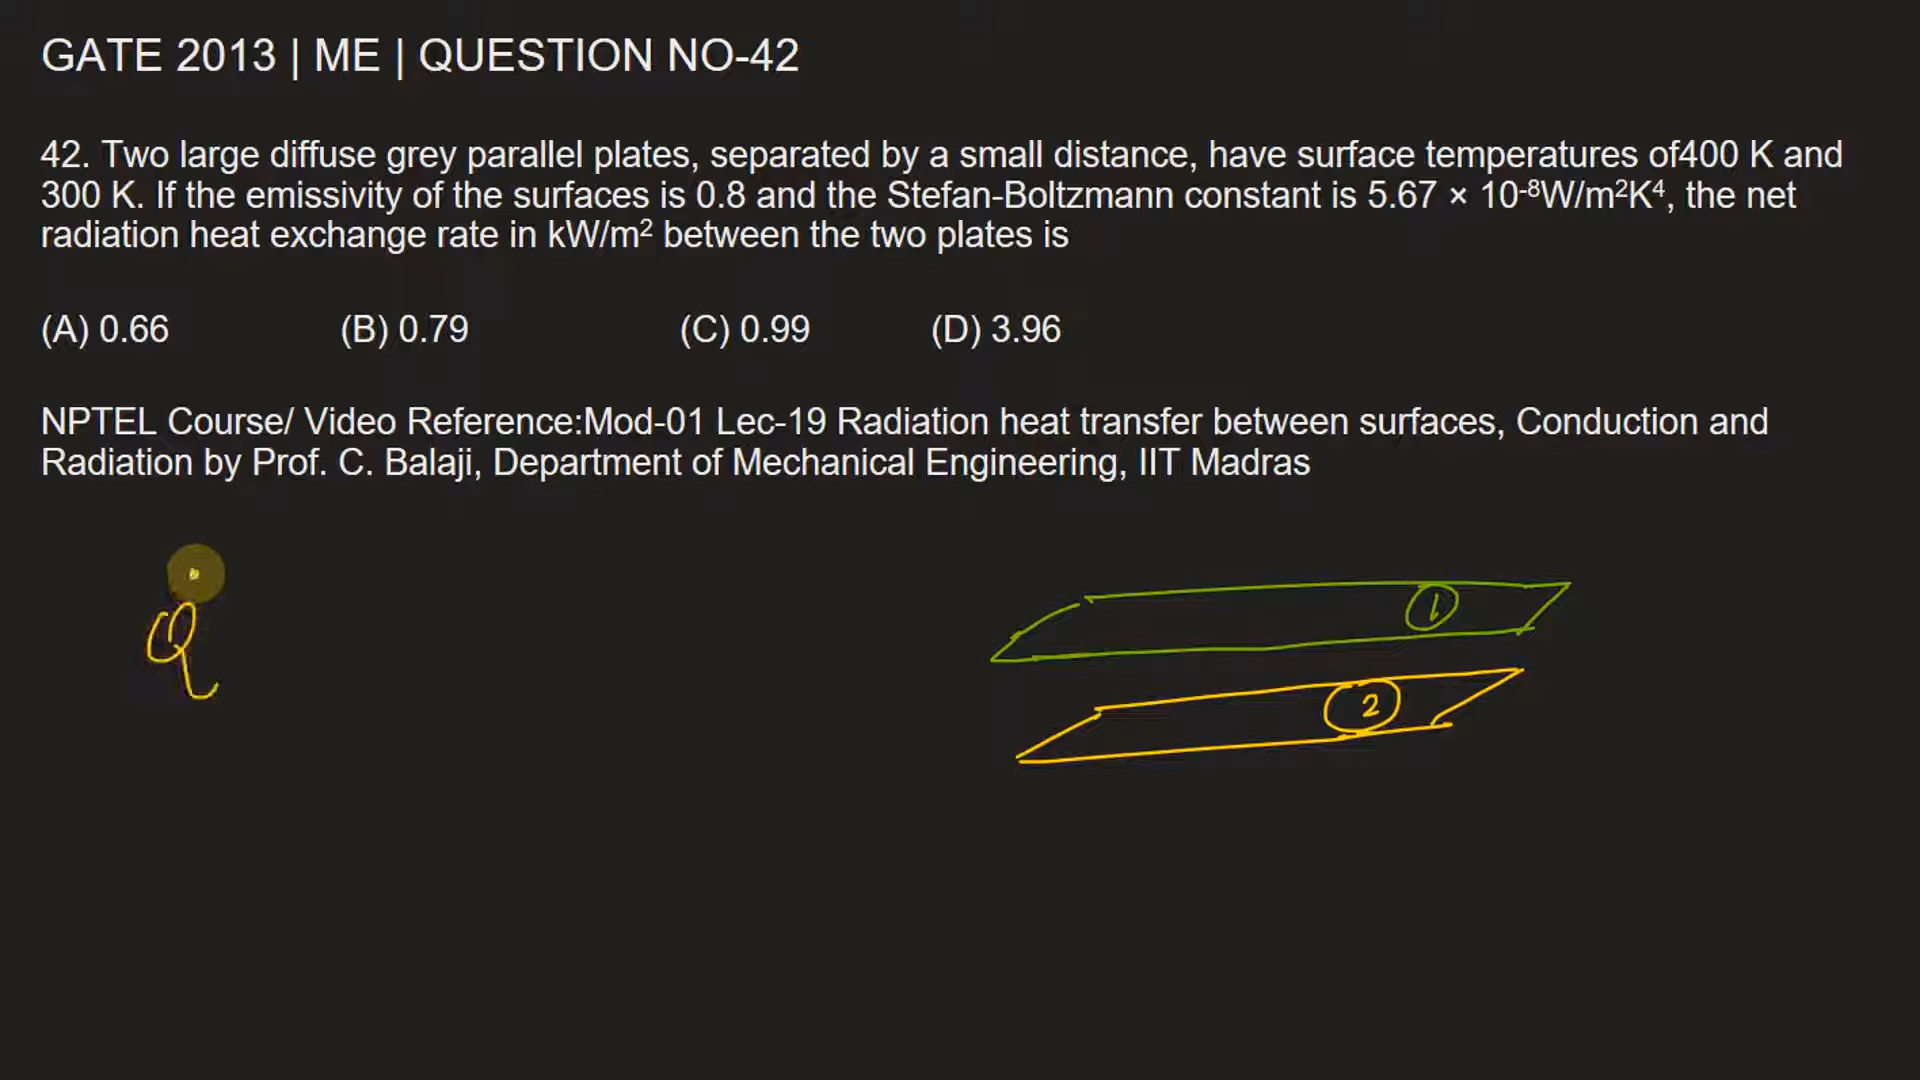 GATE 2013 | ME | QUESTION NO-42
42. Two large diffuse grey parallel plates, separated by a small distance, have surface temperatures of400 K and
300 K. If the emissivity of the surfaces is 0.8 and the Stefan-Boltzmann constant is 5.67 × 10⁻⁸W/m²K⁴, the net
radiation heat exchange rate in kW/m² between the two plates is
(A) 0.66 (B) 0.79 (C) 0.99 (D) 3.96
NPTEL Course/ Video Reference:Mod-01 Lec-19 Radiation heat transfer between surfaces, Conduction and
Radiation by Prof. C. Balaji, Department of Mechanical Engineering, IIT Madras
1
2